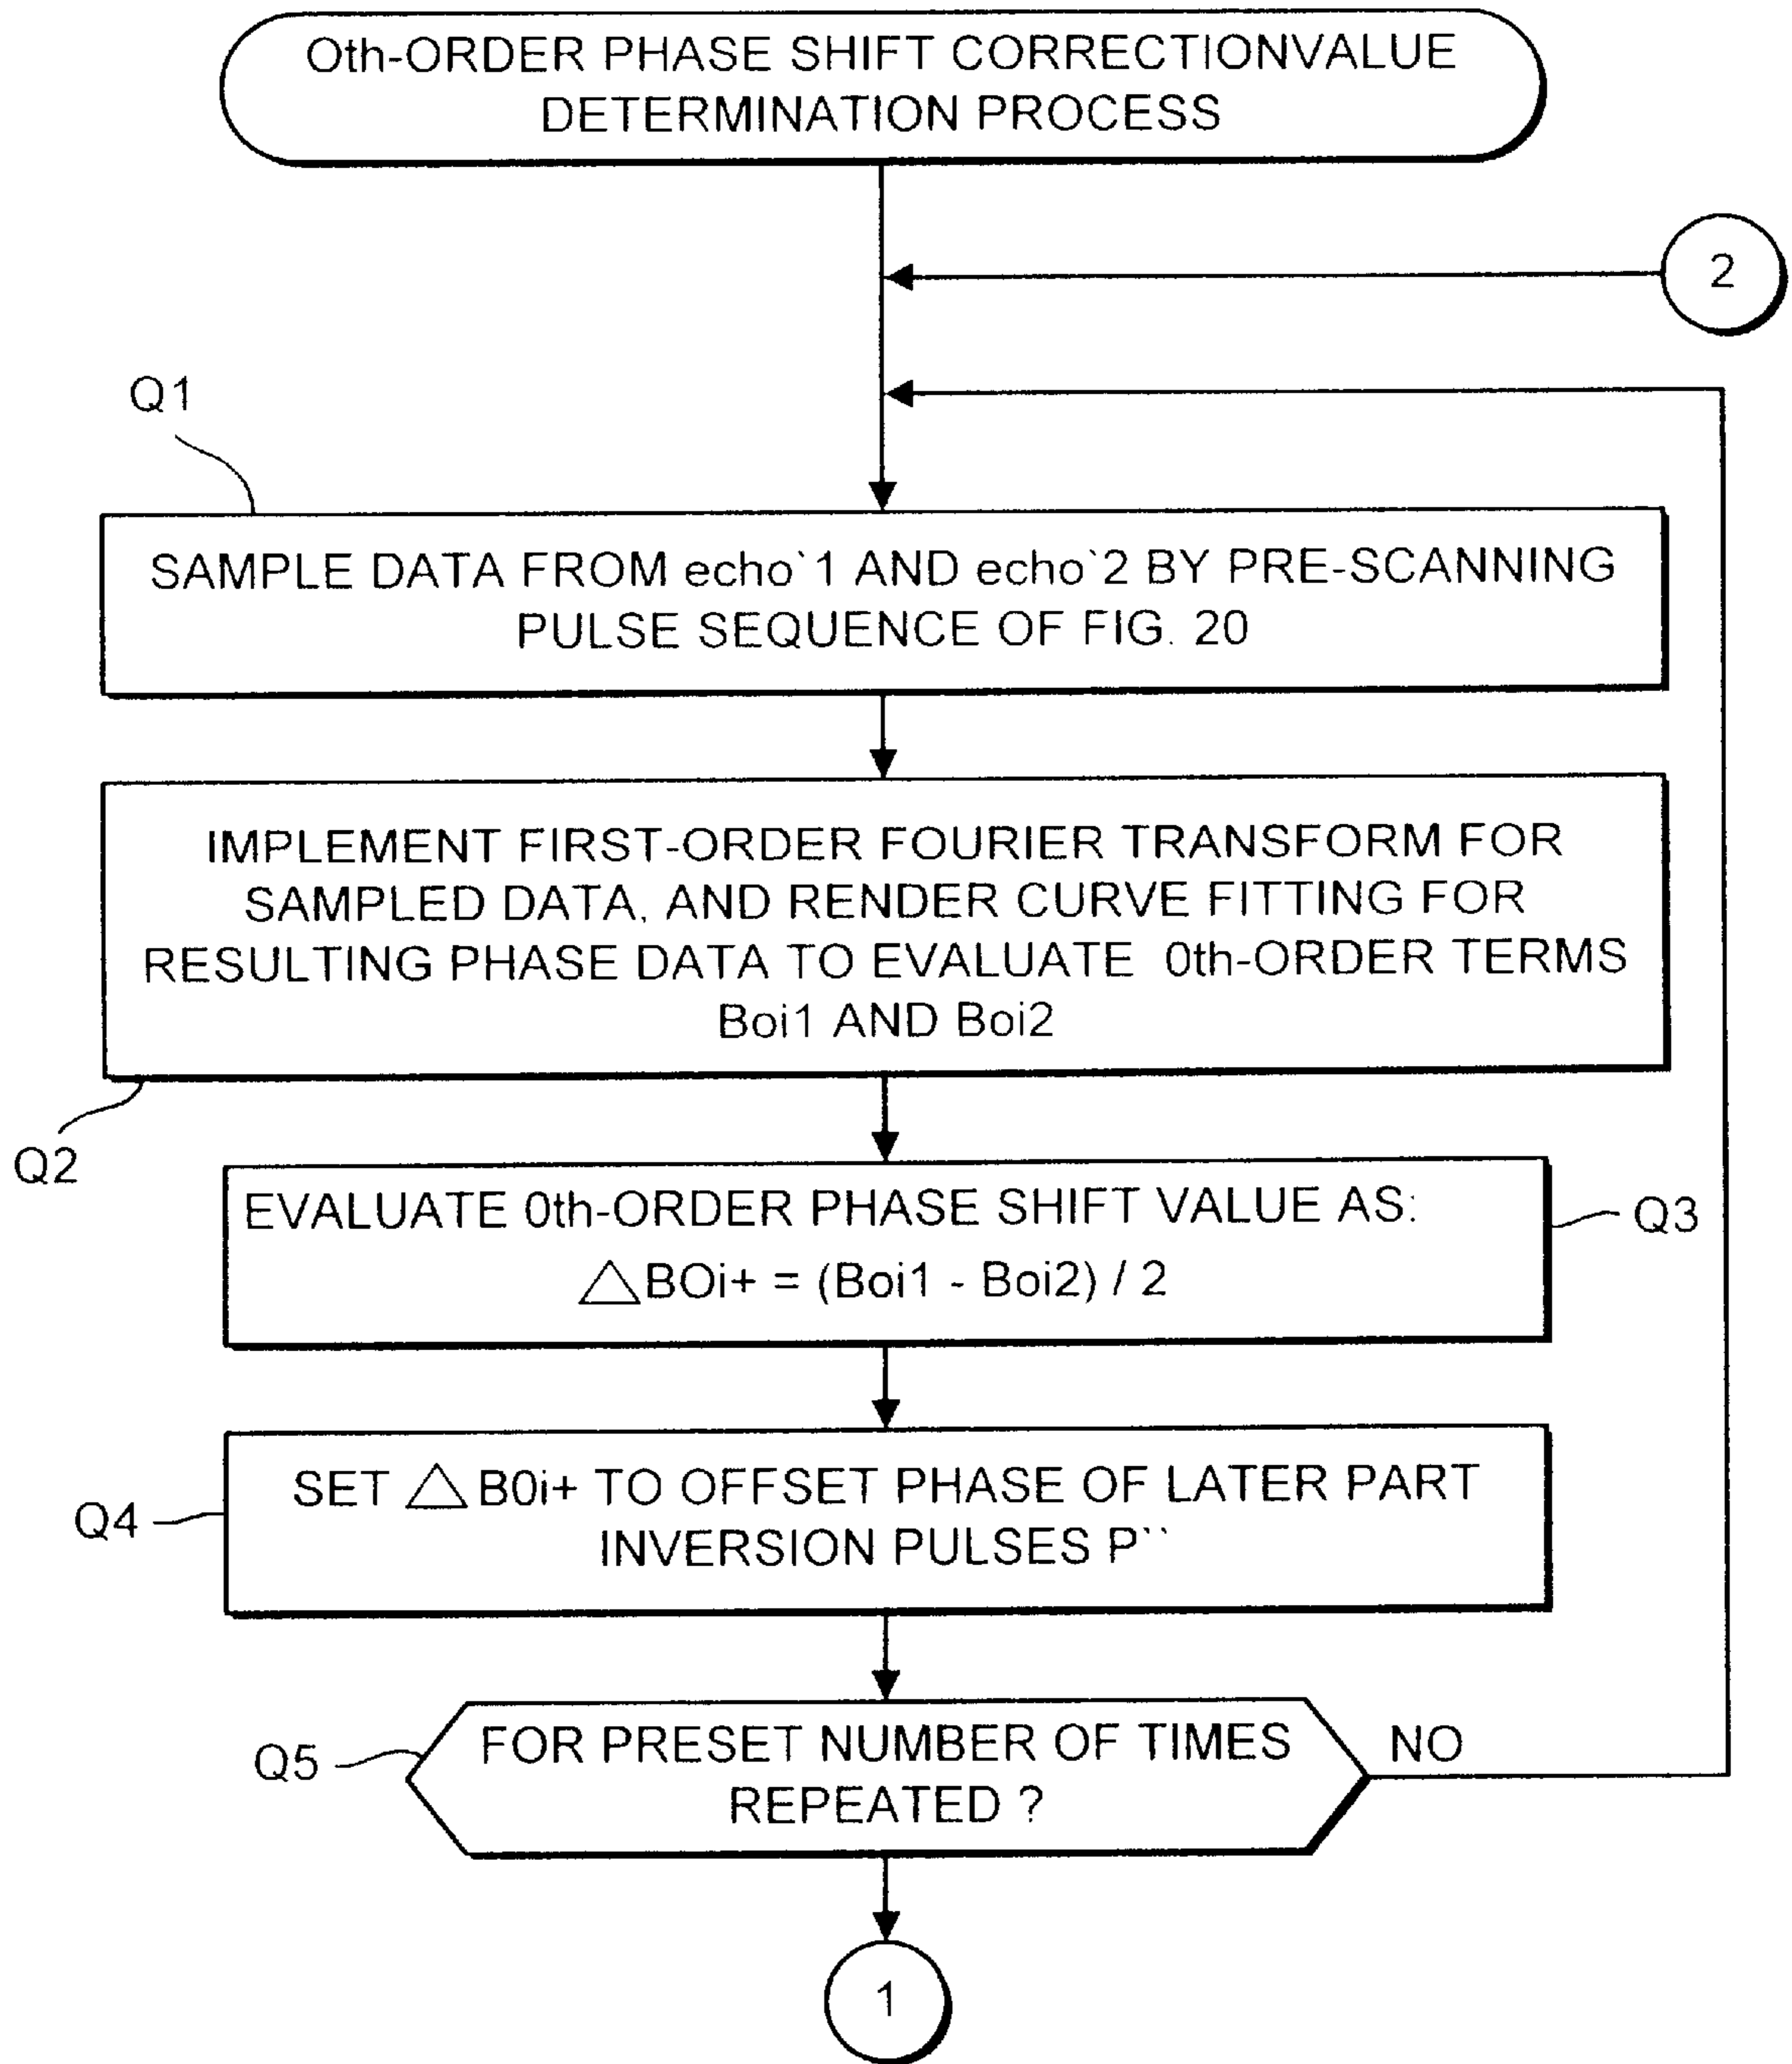 0th-ORDER PHASE SHIFT CORRECTIONVALUE
DETERMINATION PROCESS
2
Q1
SAMPLE DATA FROM echo`1 AND echo`2 BY PRE-SCANNING
PULSE SEQUENCE OF FIG. 20
IMPLEMENT FIRST-ORDER FOURIER TRANSFORM FOR
SAMPLED DATA, AND RENDER CURVE FITTING FOR
RESULTING PHASE DATA TO EVALUATE 0th-ORDER TERMS
Boi1 AND Boi2
Q2
EVALUATE 0th-ORDER PHASE SHIFT VALUE AS:
△BOi+ = (Boi1 - Boi2) / 2
Q3
SET △B0i+ TO OFFSET PHASE OF LATER PART
INVERSION PULSES P``
Q4
FOR PRESET NUMBER OF TIMES
REPEATED ?
Q5
NO
1